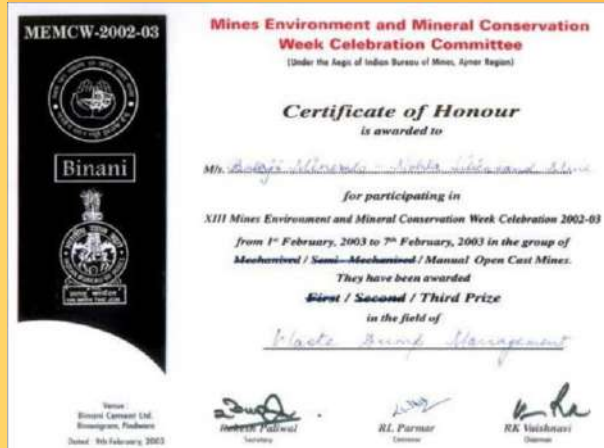 MEMCW-2002-03
Binani
Venue :
Binani Cement Ltd.
Binanigram, Pindwara
Dated : 9th February, 2003
Mines Environment and Mineral Conservation
Week Celebration Committee
(Under the Aegis of Indian Bureau of Mines, Ajmer Region)
Certificate of Honour
is awarded to
M/s. Balaji Minerals
for participating in
XIII Mines Environment and Mineral Conservation Week Celebration 2002-03
from 1st February, 2003 to 7th February, 2003 in the group of
Mechanised / Semi-Mechanised / Manual Open Cast Mines.
They have been awarded
First / Second / Third Prize
in the field of
Waste Dump Management
Rakesh Paliwal
Secretary
RL Parmar
Convenor
RK Vaishnavi
Chairman